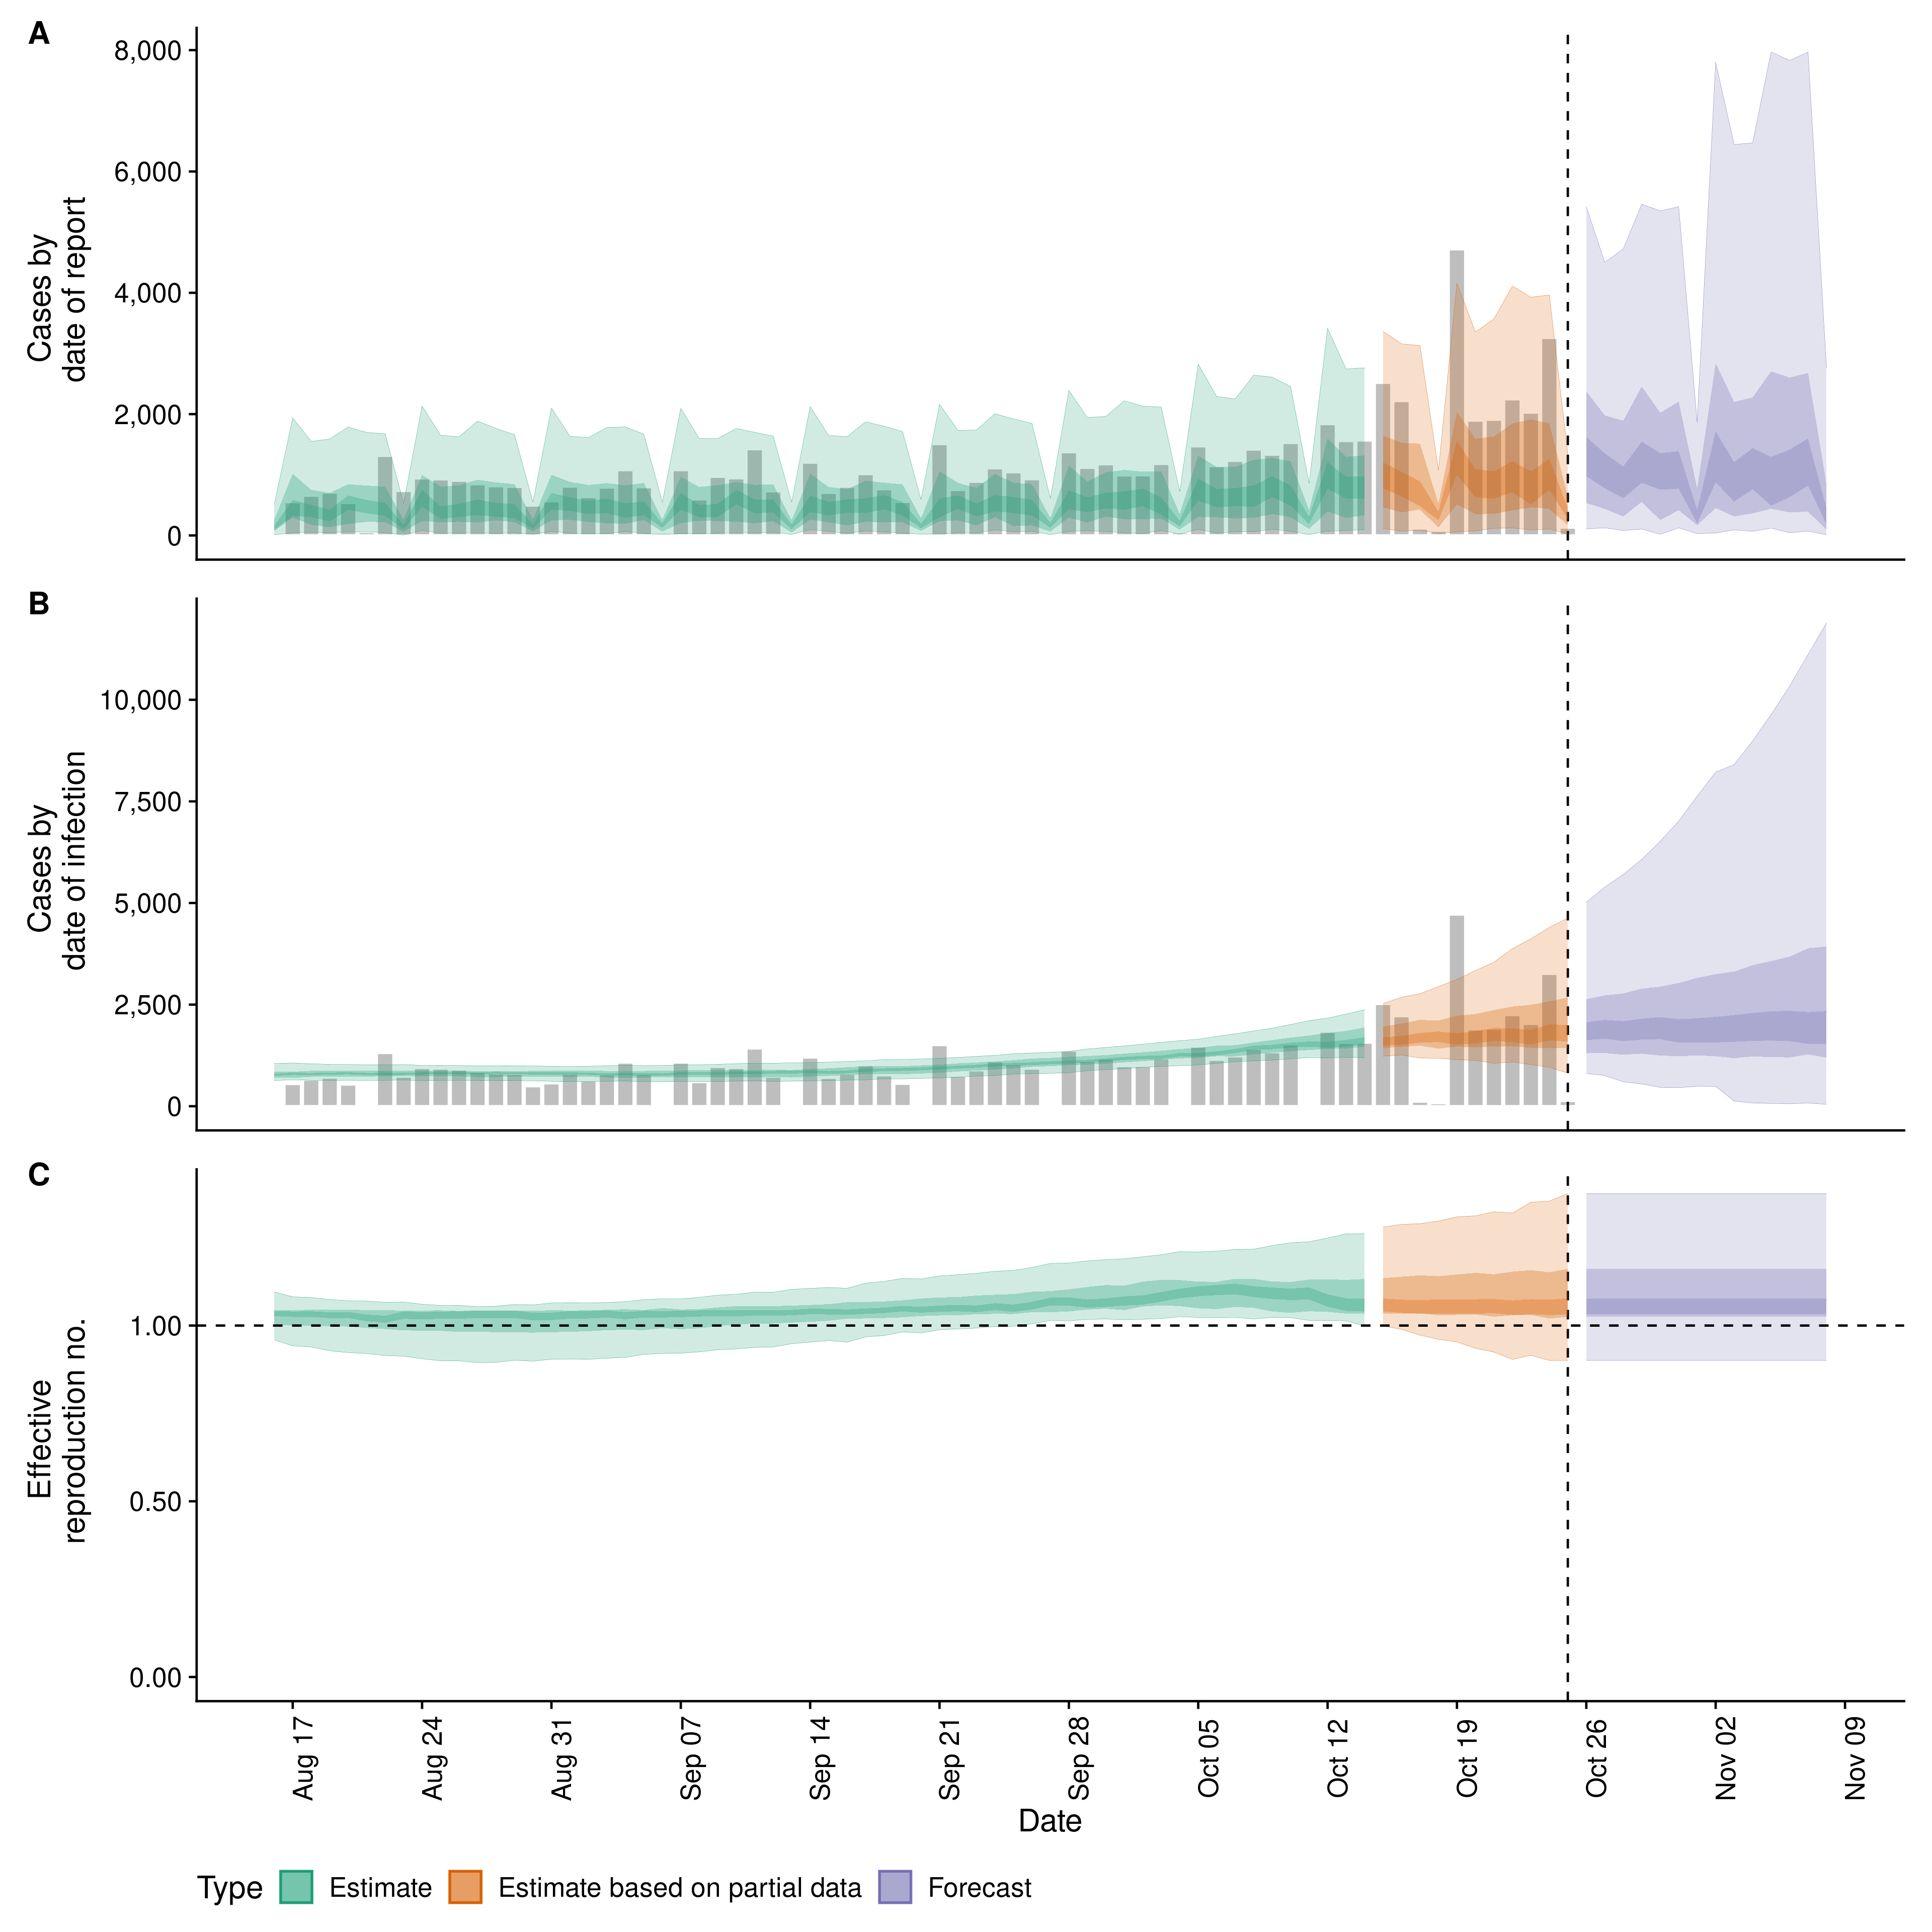 A
8,000
6,000
4,000
2,000
0
Cases by
date of report
B
10,000
7,500
5,000
2,500
0
Cases by
date of infection
C
1.00
0.50
0.00
Effective
reproduction no.
Aug 17
Aug 24
Aug 31
Sep 07
Sep 14
Sep 21
Sep 28
Oct 05
Oct 12
Oct 19
Oct 26
Nov 02
Nov 09
Date
Type Estimate Estimate based on partial data Forecast